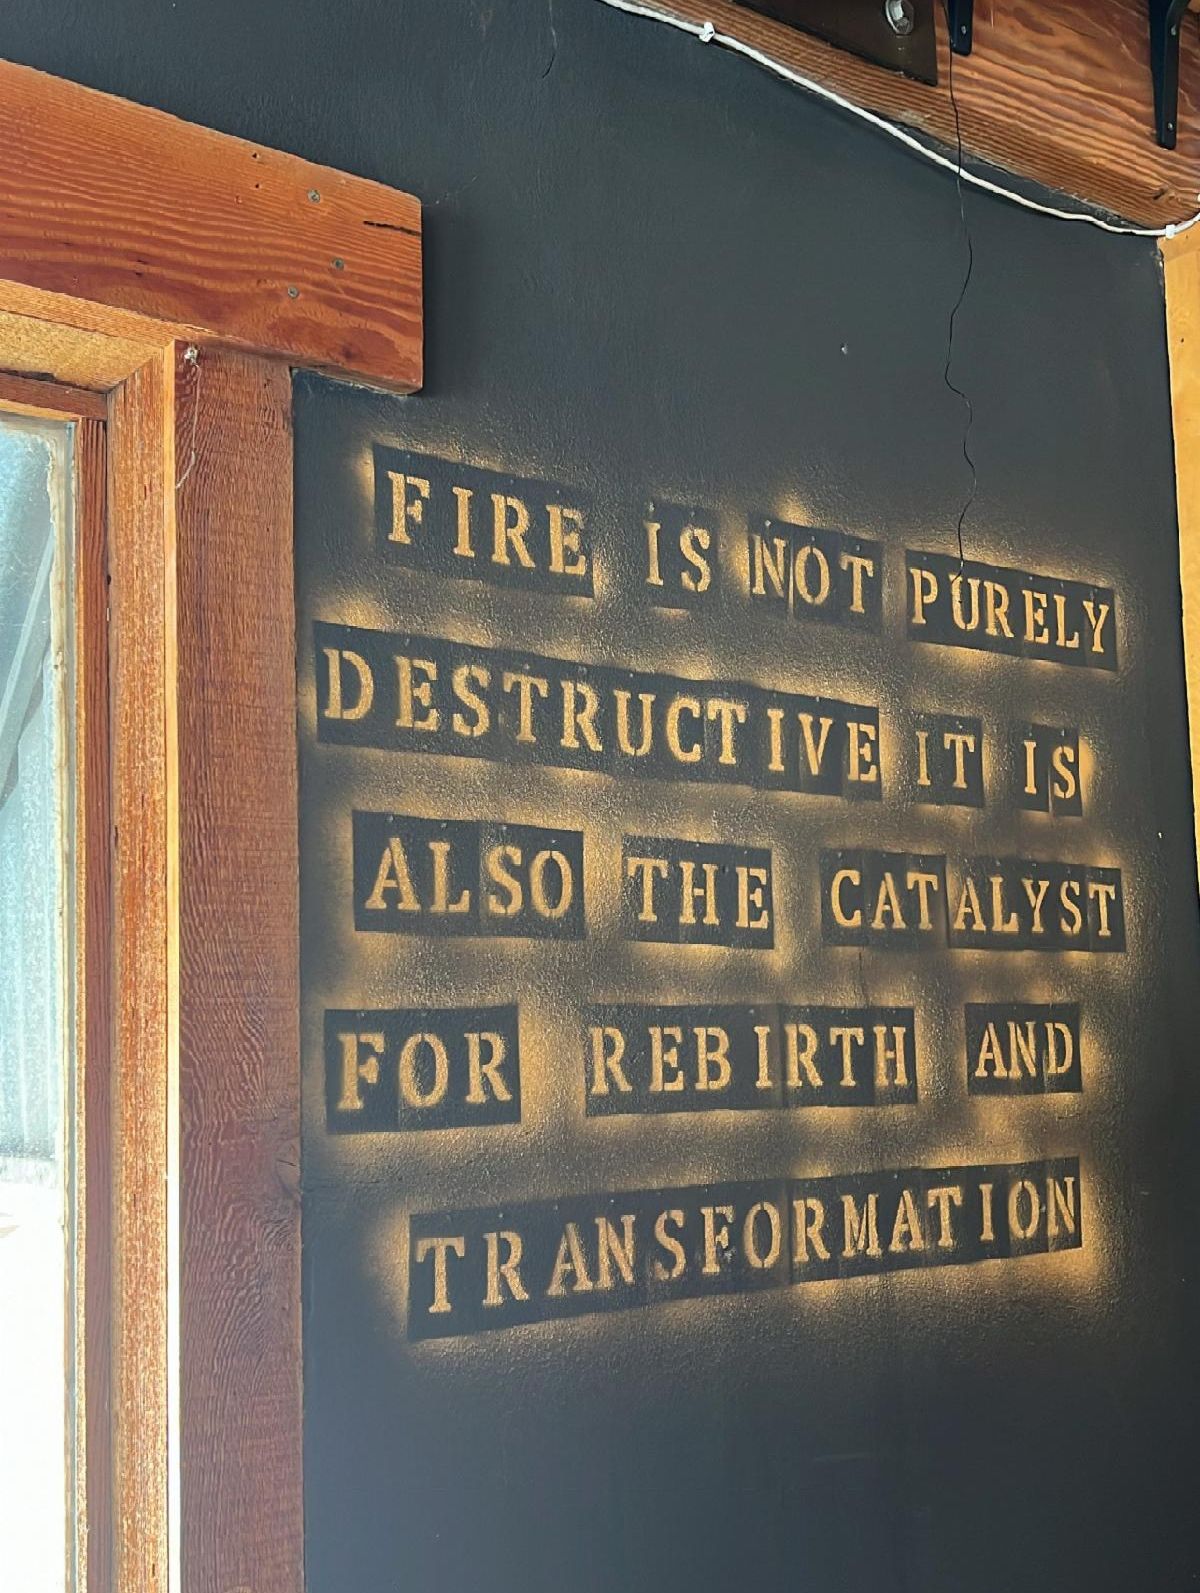 FIRE IS NOT PURELY
DESTRUCTIVE IT IS
ALSO THE CATALYST
FOR REBIRTH AND
TRANSFORMATION